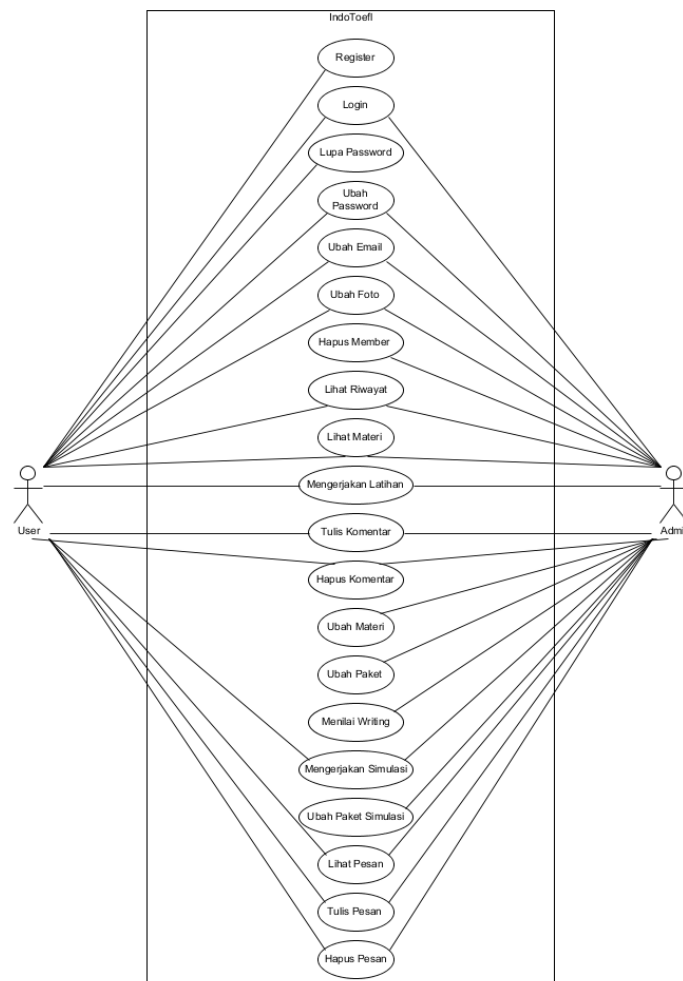 IndoToefl
Register
Login
Lupa Password
Ubah
Password
Ubah Email
Ubah Foto
Hapus Member
Lihat Riwayat
Lihat Materi
Mengerjakan Latihan
User
Tulis Komentar
Admi
Hapus Komentar
Ubah Materi
Ubah Paket
Menilai Writing
Mengerjakan Simulasi
Ubah Paket Simulasi
Lihat Pesan
Tulis Pesan
Hapus Pesan